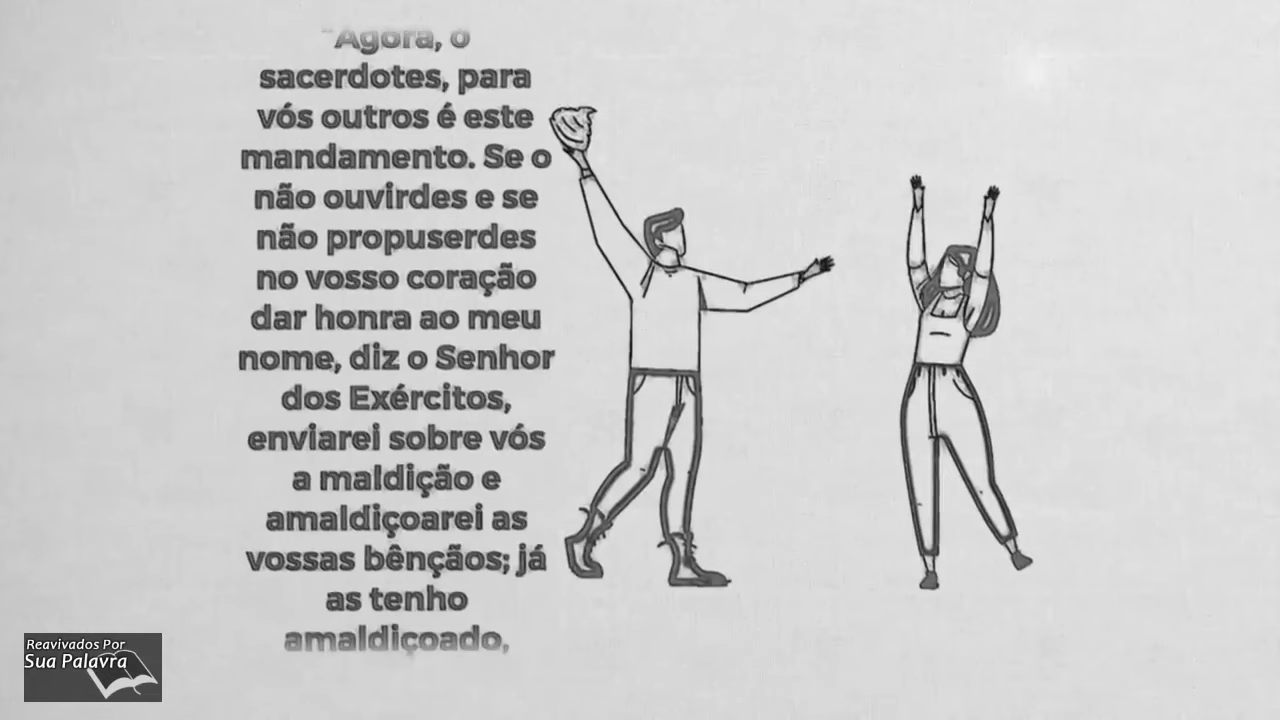 "Agora, ó
sacerdotes, para
vós outros é este
mandamento. Se o
não ouvirdes e se
não propuserdes
no vosso coração
dar honra ao meu
nome, diz o Senhor
dos Exércitos,
enviarei sobre vós
a maldição e
amaldiçoarei as
vossas bênçãos; já
as tenho
amaldiçoado,
Reavivados Por
Sua Palavra